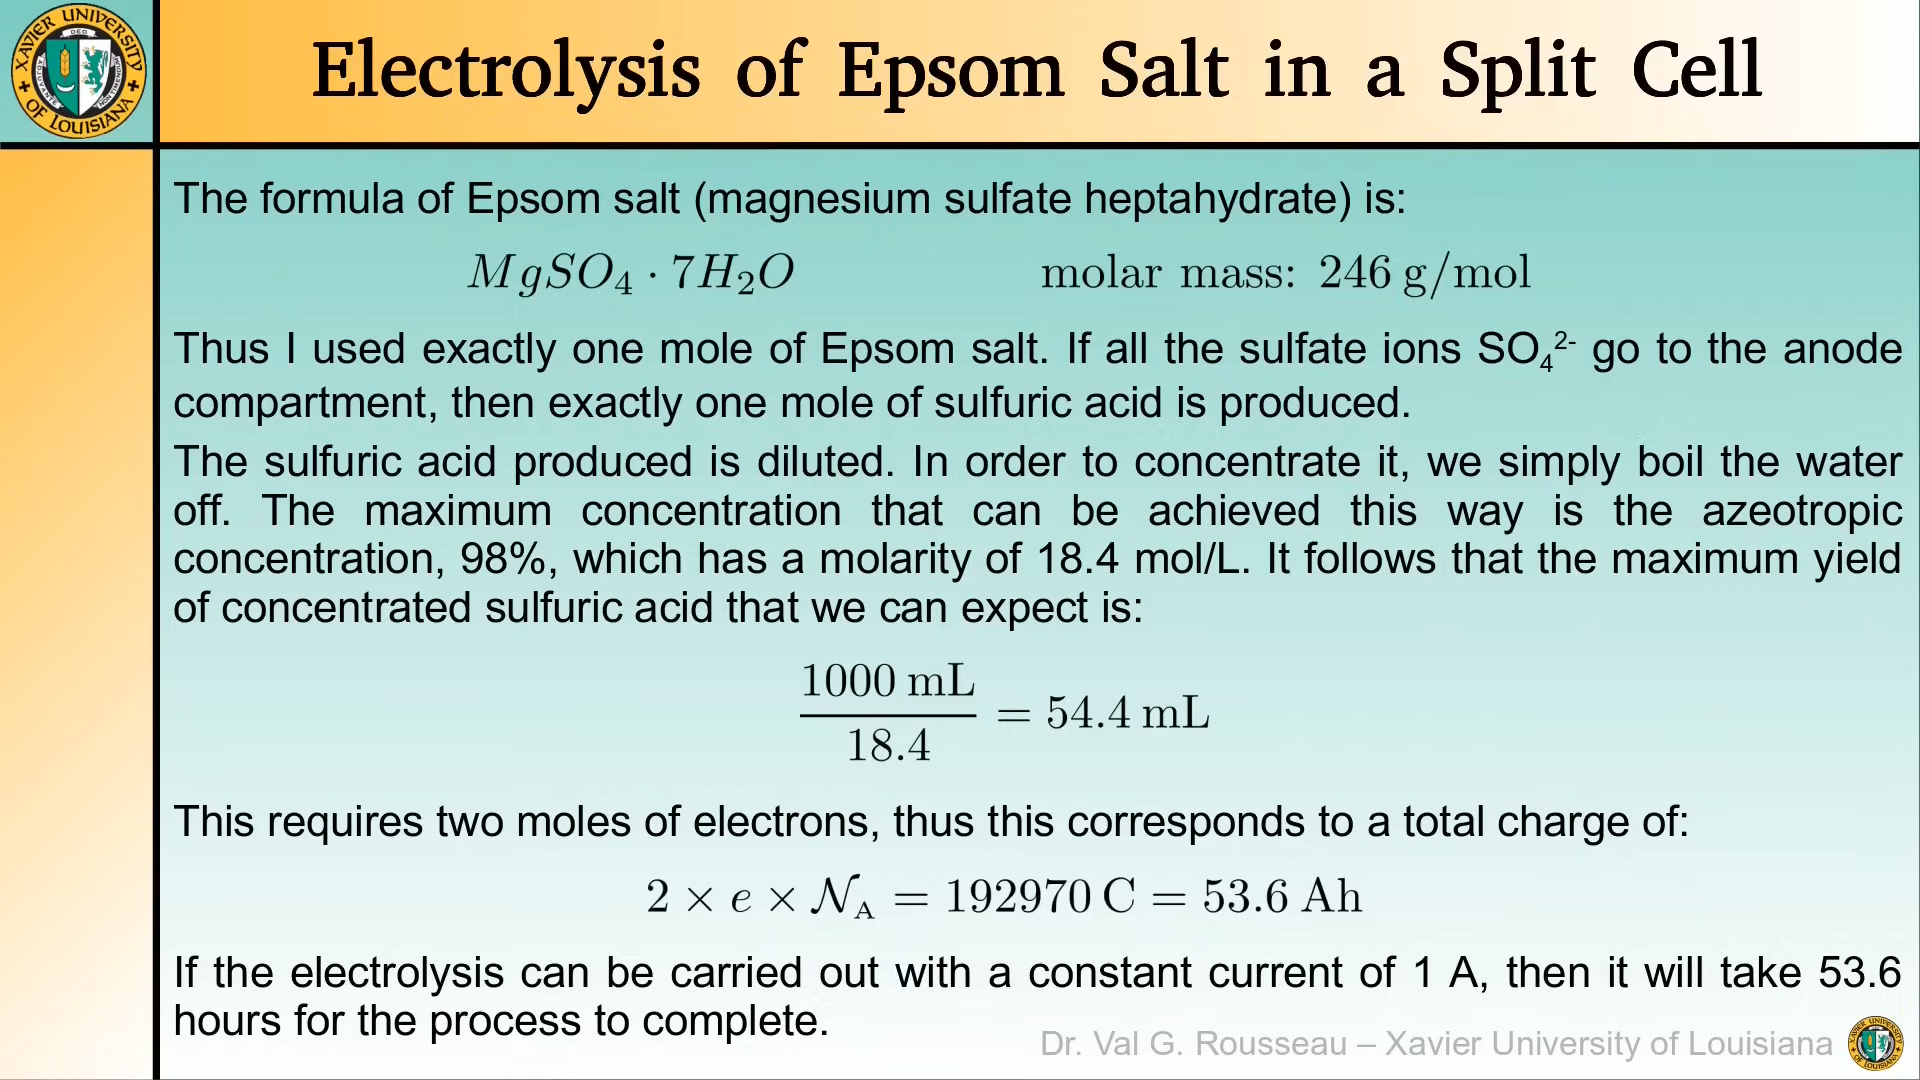 XAVIER UNIVERSITY
OF LOUISIANA
DEO
Electrolysis of Epsom Salt in a Split Cell
The formula of Epsom salt (magnesium sulfate heptahydrate) is:
MgSO₄ · 7H₂O molar mass: 246 g/mol
Thus I used exactly one mole of Epsom salt. If all the sulfate ions SO₄²⁻ go to the anode
compartment, then exactly one mole of sulfuric acid is produced.
The sulfuric acid produced is diluted. In order to concentrate it, we simply boil the water
off. The maximum concentration that can be achieved this way is the azeotropic
concentration, 98%, which has a molarity of 18.4 mol/L. It follows that the maximum yield
of concentrated sulfuric acid that we can expect is:
1000 mL
= 54.4 mL
18.4
This requires two moles of electrons, thus this corresponds to a total charge of:
2 × e × 𝒩ᴀ = 192970 C = 53.6 Ah
If the electrolysis can be carried out with a constant current of 1 A, then it will take 53.6
hours for the process to complete.
Dr. Val G. Rousseau – Xavier University of Louisiana